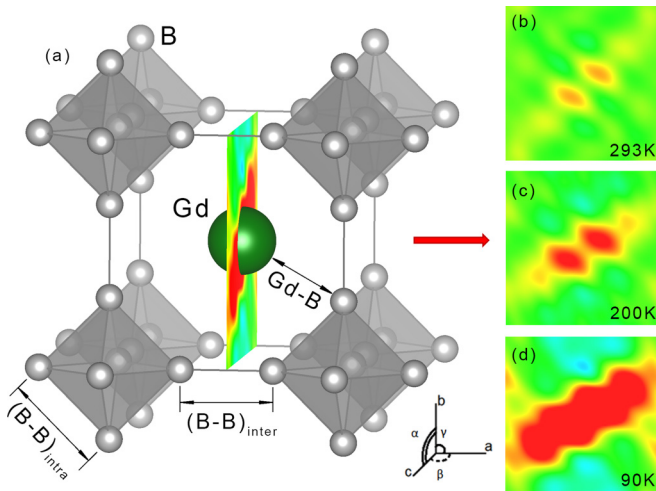 (a)
B
Gd
Gd-B
(B-B)intra
(B-B)inter
b
α
γ
a
c
β
(b)
293K
(c)
200K
(d)
90K